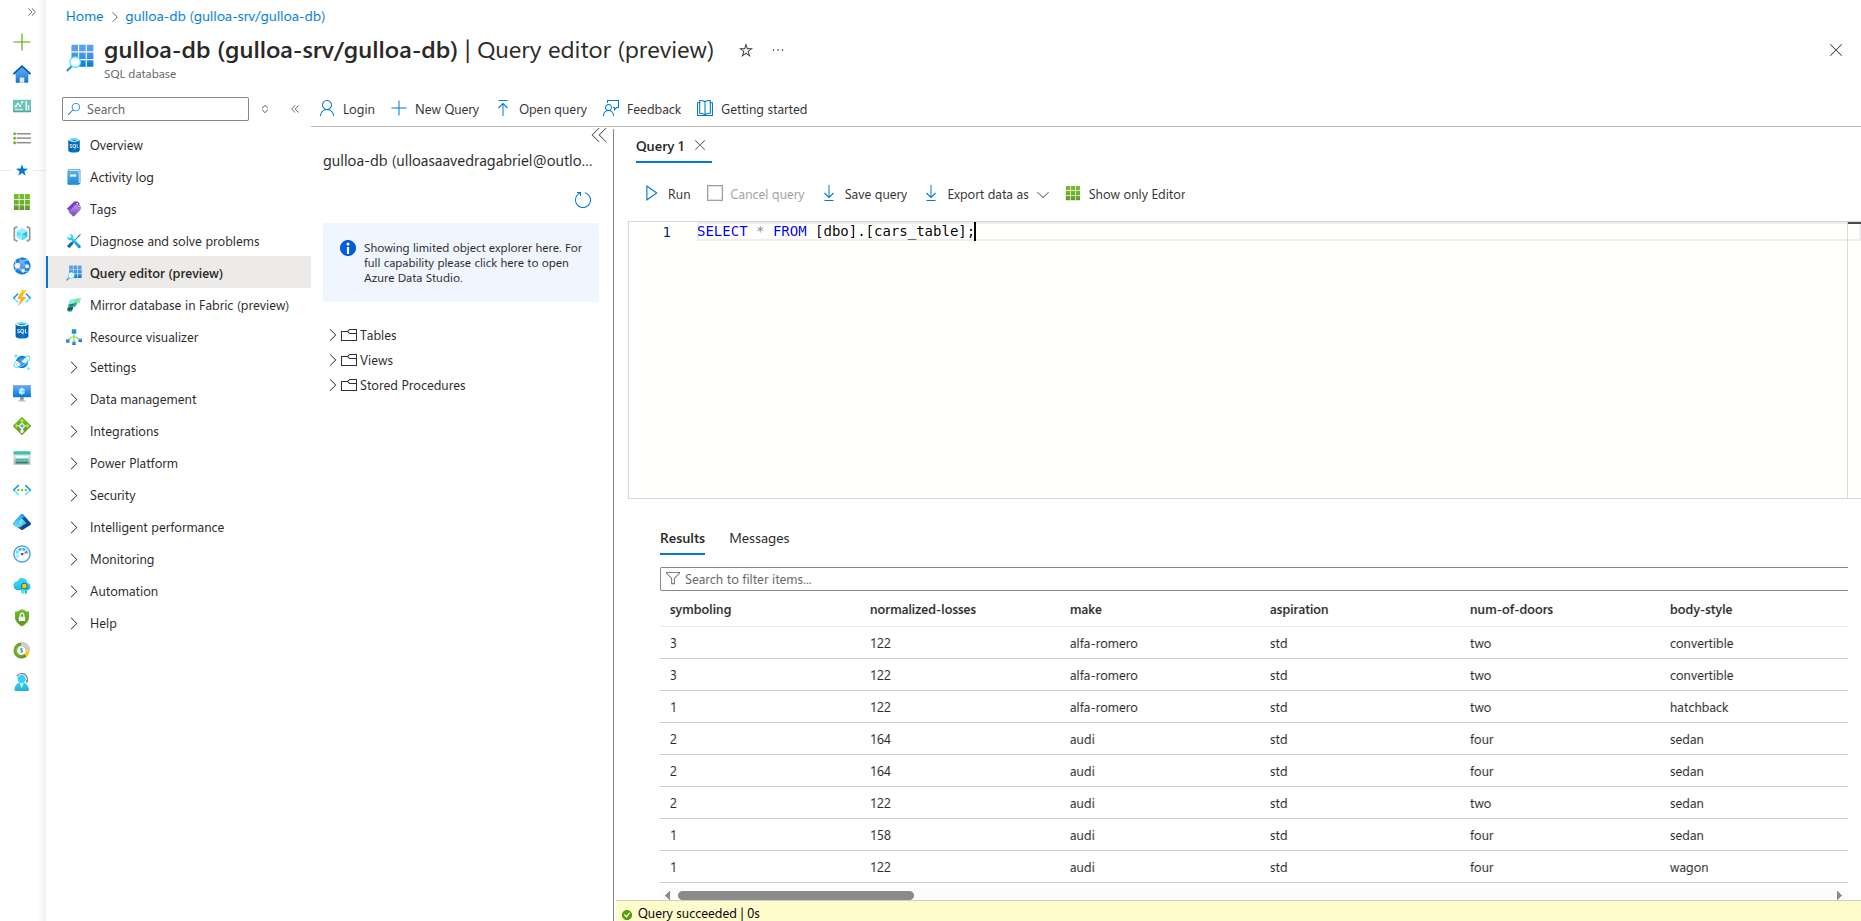 Home > gulloa-db (gulloa-srv/gulloa-db)
gulloa-db (gulloa-srv/gulloa-db) | Query editor (preview)
SQL database
Search
Overview
Activity log
Tags
Diagnose and solve problems
Query editor (preview)
Mirror database in Fabric (preview)
Resource visualizer
Settings
Data management
Integrations
Power Platform
Security
Intelligent performance
Monitoring
Automation
Help
Login New Query Open query Feedback Getting started
gulloa-db (ulloasaavedragabriel@outlo...
Showing limited object explorer here. For
full capability please click here to open
Azure Data Studio.
Tables
Views
Stored Procedures
Query 1
Run Cancel query Save query Export data as Show only Editor
1 SELECT * FROM [dbo].[cars_table];
Results Messages
Search to filter items...
symboling normalized-losses make aspiration num-of-doors body-style
3 122 alfa-romero std two convertible
3 122 alfa-romero std two convertible
1 122 alfa-romero std two hatchback
2 164 audi std four sedan
2 164 audi std four sedan
2 122 audi std two sedan
1 158 audi std four sedan
1 122 audi std four wagon
Query succeeded | 0s